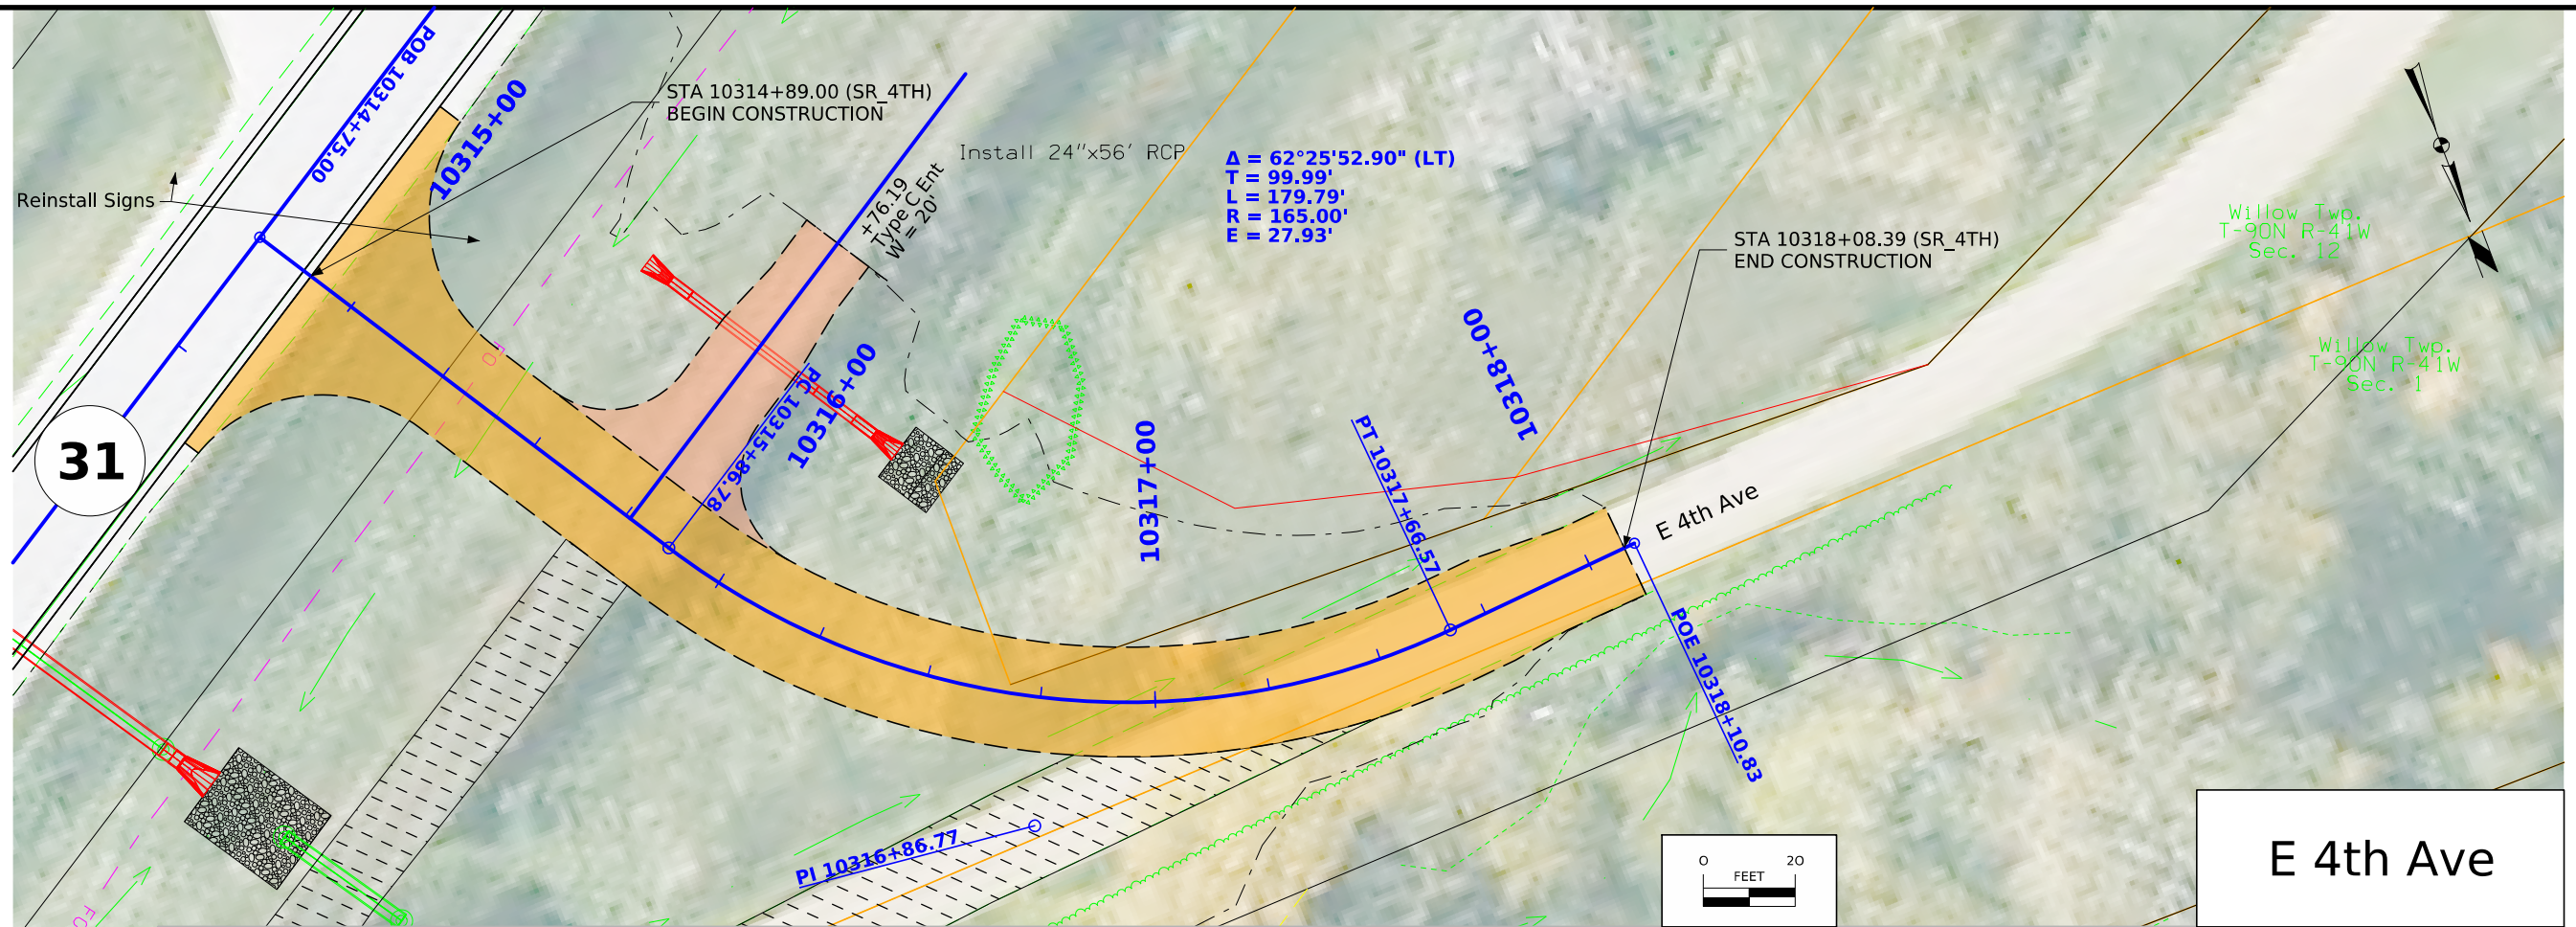 POB 10314+75.00
10315+00
STA 10314+89.00 (SR_4TH)
BEGIN CONSTRUCTION
Reinstall Signs
31
FO
+76.19
Type C Ent
W = 20'
Install 24"x56' RCP
PC 10315+86.78
10316+00
Δ = 62°25'52.90" (LT)
T = 99.99'
L = 179.79'
R = 165.00'
E = 27.93'
10317+00
PT 10317+66.57
10318+00
STA 10318+08.39 (SR_4TH)
END CONSTRUCTION
E 4th Ave
POE 10318+10.83
PI 10316+86.77
Willow Twp.
T-90N R-41W
Sec. 12
Willow Twp.
T-90N R-41W
Sec. 1
FO
0 20
FEET
E 4th Ave